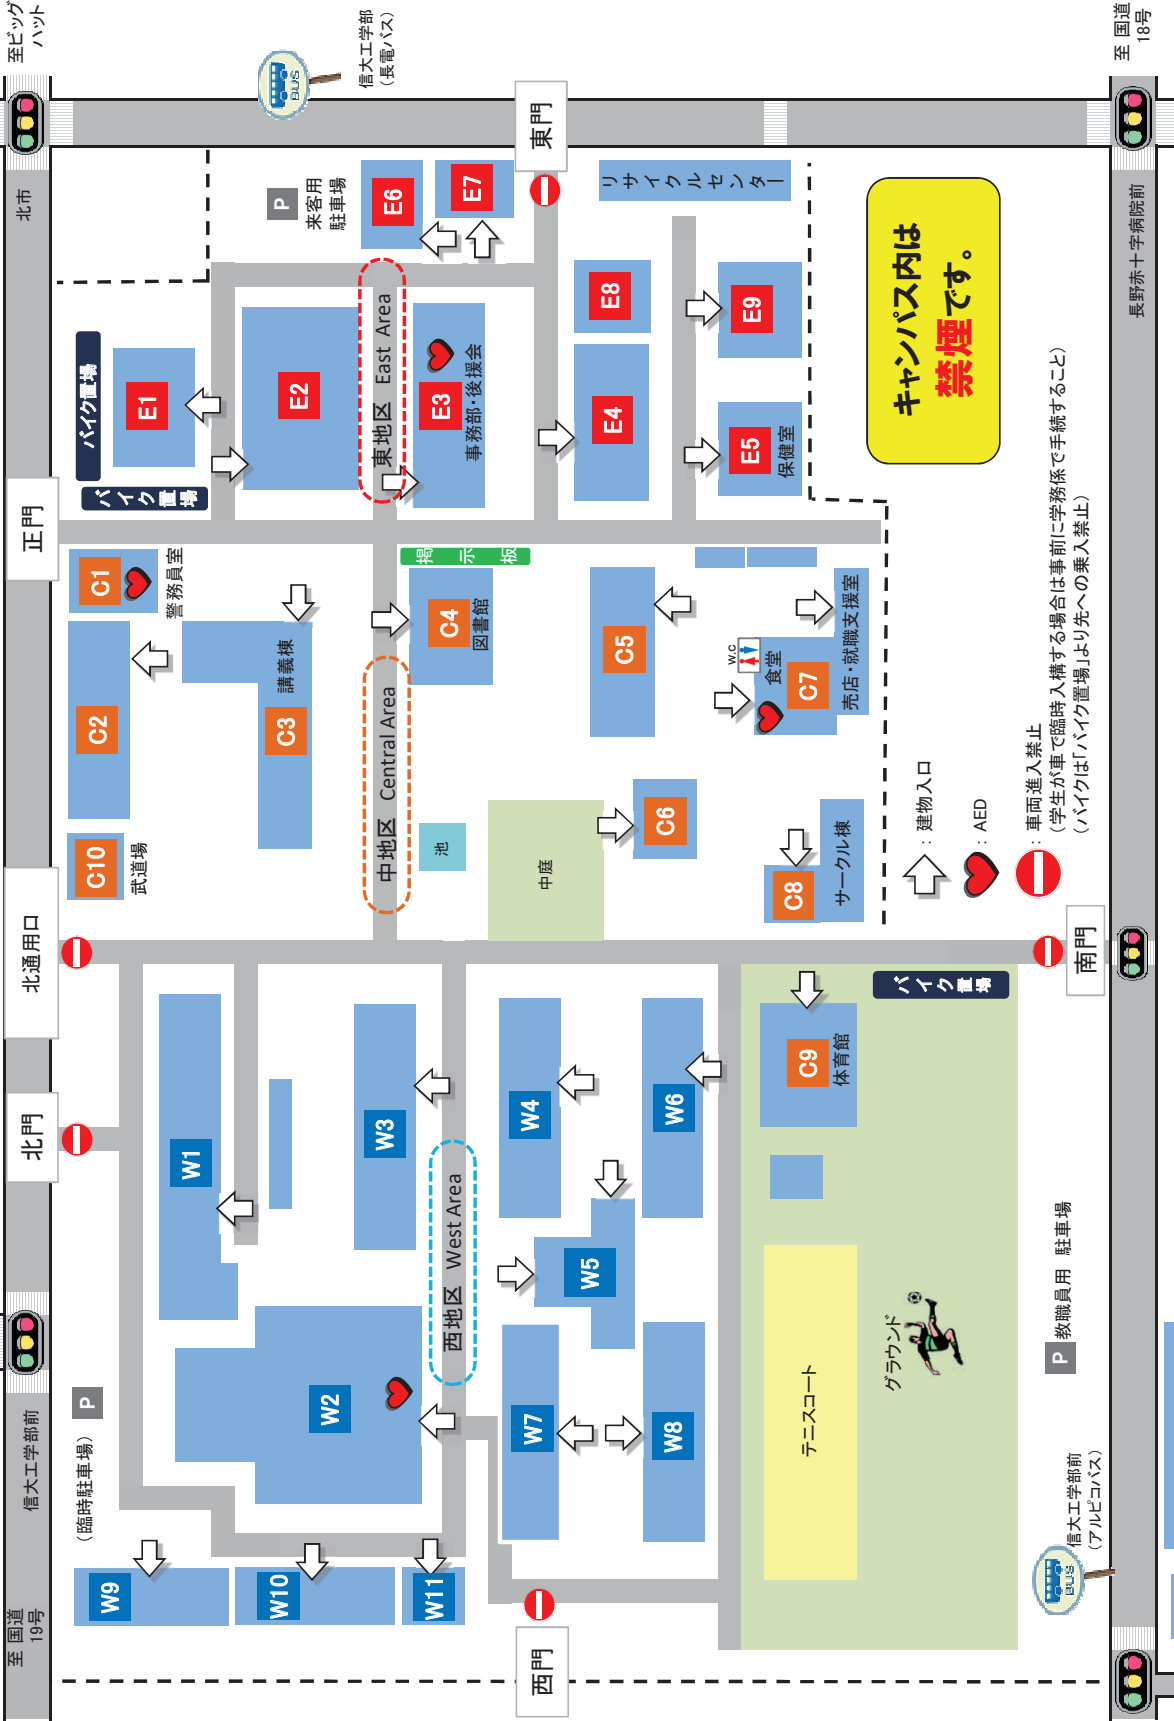 至 国道
19号
信大工学部前
北市
至ビッグ
ハット
北門
北通用口
正門
P
（臨時駐車場）
W9
W10
W11
W1
W2
W3
西地区 West Area
W4
W5
W6
W7
W8
西門
C10
武道場
C2
C1
警務員室
講義棟
C3
中地区 Central Area
池
中庭
C4
図書館
掲示板
C5
C6
W.C
食堂
C7
売店・就職支援室
C8
サークル棟
C9
体育館
バイク置場
テニスコート
グラウンド
P 教職員用 駐車場
バイク置場
バイク置場
E1
E2
東地区 East Area
E3
事務部・後援会
P
来客用
駐車場
E6
E7
東門
信大工学部
（長電バス）
BUS
リサイクルセンター
E8
E4
E9
E5
保健室
キャンパス内は
禁煙です。
：建物入口
：AED
：車両進入禁止
（学生が車で臨時入構する場合は事前に学務係で手続すること）
（バイクは「バイク置場」より先への乗入禁止）
南門
信大工学部前
（アルピコバス）
BUS
長野赤十字病院前
至 国道
18号